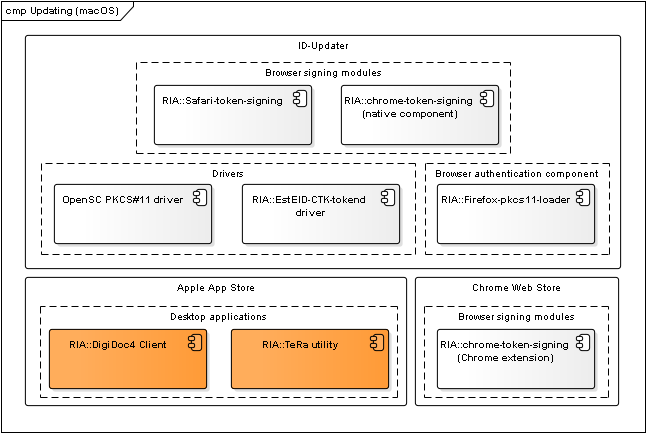 cmp Updating (macOS)
ID-Updater
Browser signing modules
RIA::Safari-token-signing
RIA::chrome-token-signing
(native component)
Drivers
OpenSC PKCS#11 driver
RIA::EstEID-CTK-tokend
driver
Browser authentication component
RIA::Firefox-pkcs11-loader
Apple App Store
Desktop applications
RIA::DigiDoc4 Client
RIA::TeRa utility
Chrome Web Store
Browser signing modules
RIA::chrome-token-signing
(Chrome extension)